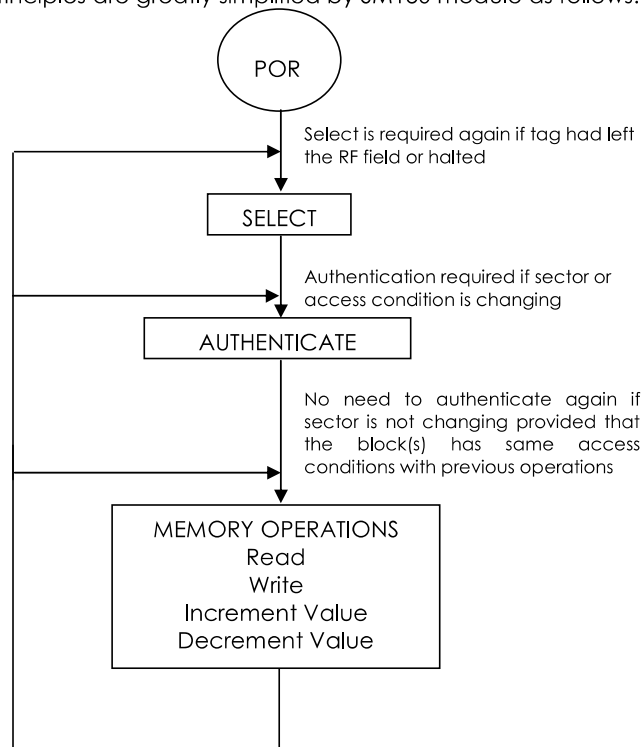 principles are greatly simplified by SM130 module as follows:
POR
Select is required again if tag had left
the RF field or halted
SELECT
Authentication required if sector or
access condition is changing
AUTHENTICATE
No need to authenticate again if
sector is not changing provided that
the block(s) has same access
conditions with previous operations
MEMORY OPERATIONS
Read
Write
Increment Value
Decrement Value